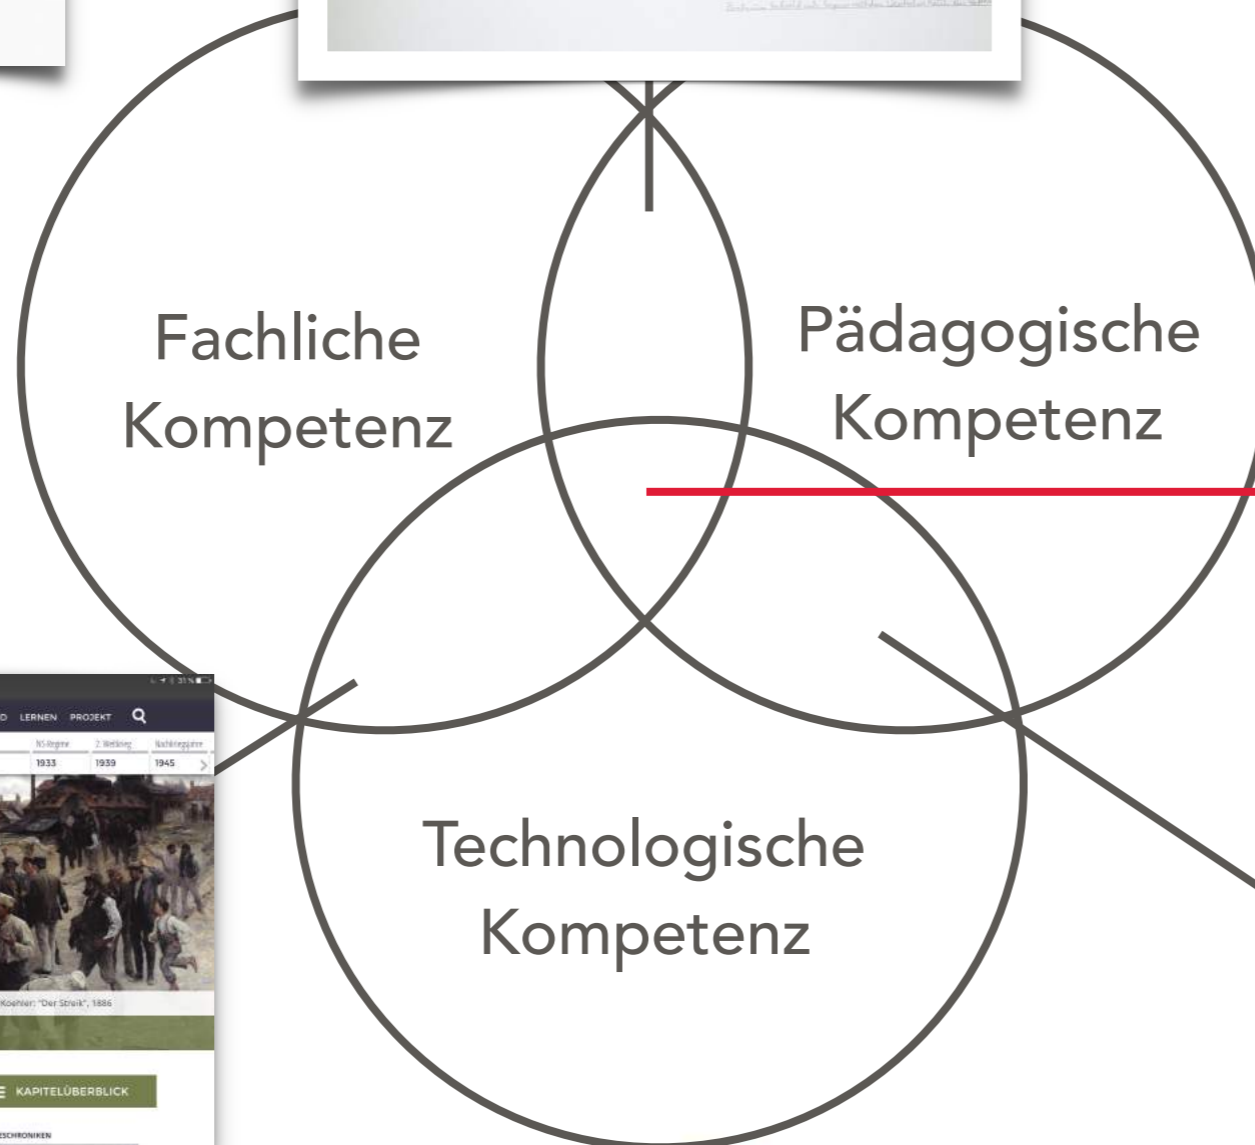 Fachliche
Kompetenz
Pädagogische
Kompetenz
Technologische
Kompetenz
31 %
LERNEN PROJEKT
NS-Regime 2. Weltkrieg Nachkriegsjahre
1933 1939 1945
Koehler: "Der Streik", 1886
KAPITELÜBERBLICK